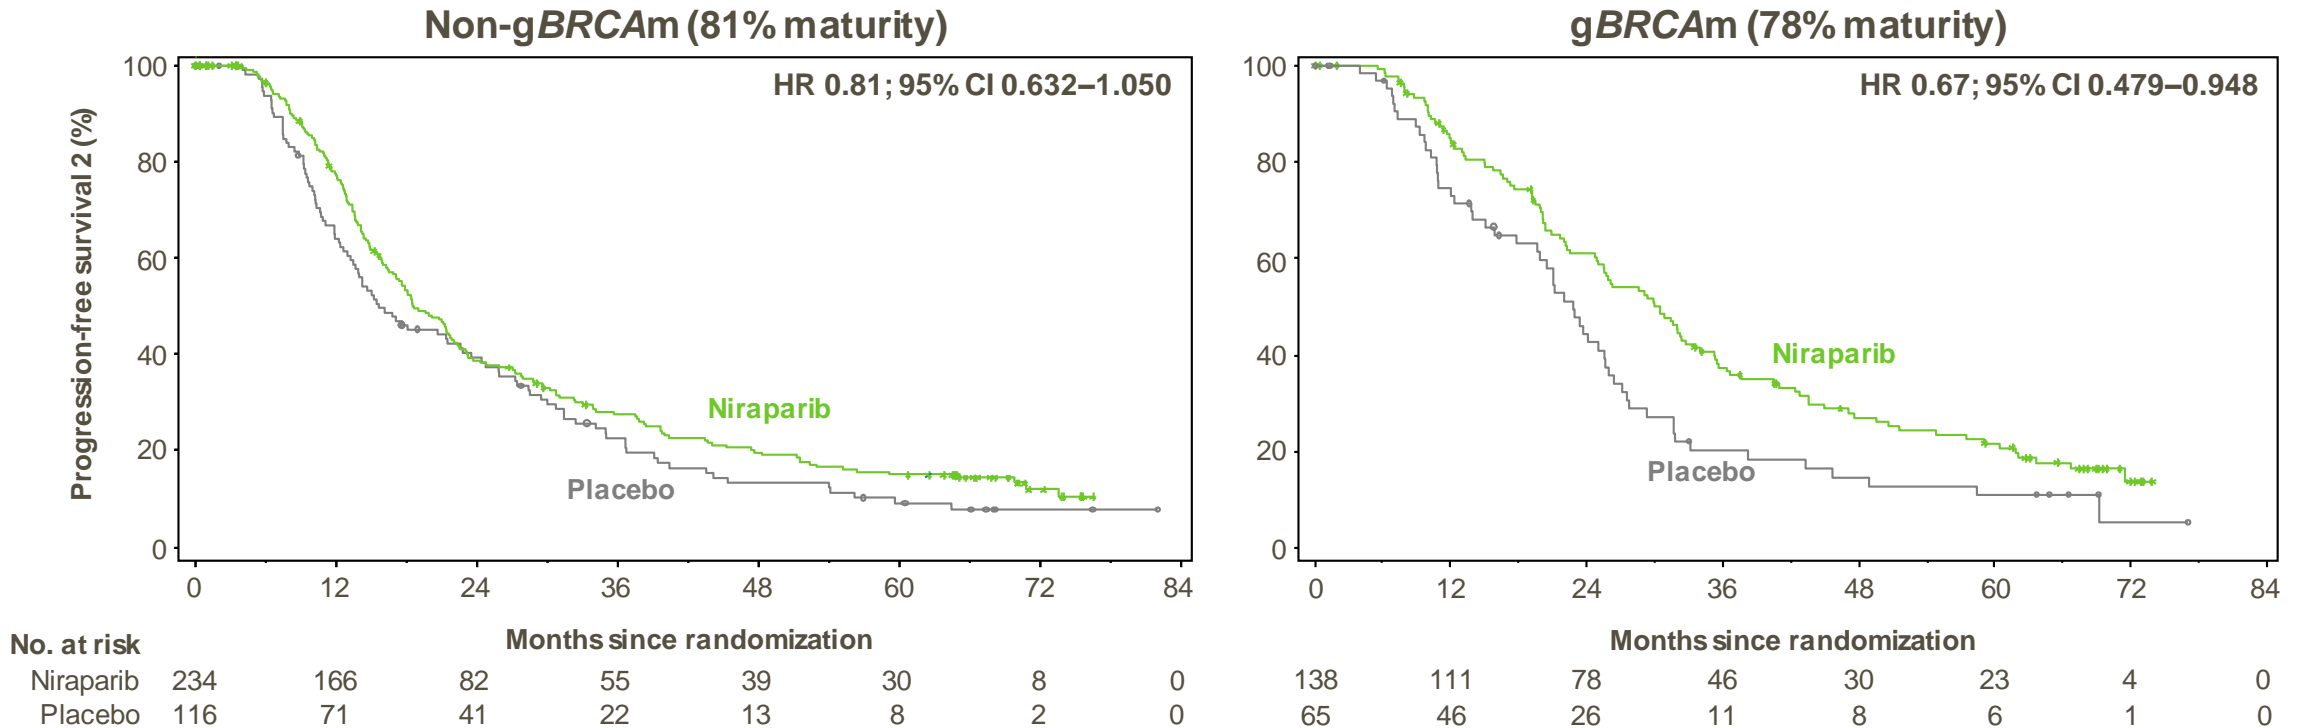 Non-gBRCAm (81% maturity)
HR 0.81; 95% CI 0.632–1.050
Progression-free survival 2 (%)
100
80
60
40
20
0
Niraparib
Placebo
0 12 24 36 48 60 72 84
Months since randomization
No. at risk
Niraparib 234 166 82 55 39 30 8 0
Placebo 116 71 41 22 13 8 2 0
gBRCAm (78% maturity)
HR 0.67; 95% CI 0.479–0.948
100
80
60
40
20
0
Niraparib
Placebo
0 12 24 36 48 60 72 84
Months since randomization
138 111 78 46 30 23 4 0
65 46 26 11 8 6 1 0